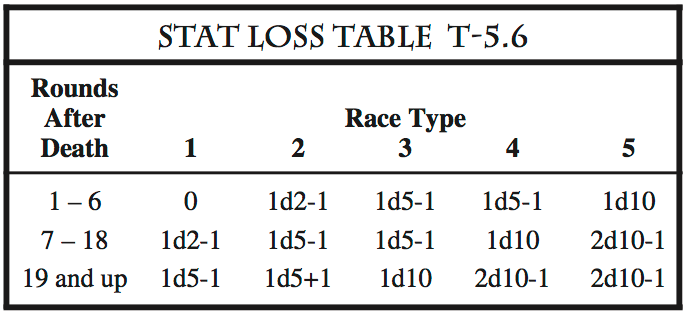 STAT LOSS TABLE T-5.6
Rounds
After
Death
Race Type
1 2 3 4 5
1 – 6 0 1d2-1 1d5-1 1d5-1 1d10
7 – 18 1d2-1 1d5-1 1d5-1 1d10 2d10-1
19 and up 1d5-1 1d5+1 1d10 2d10-1 2d10-1